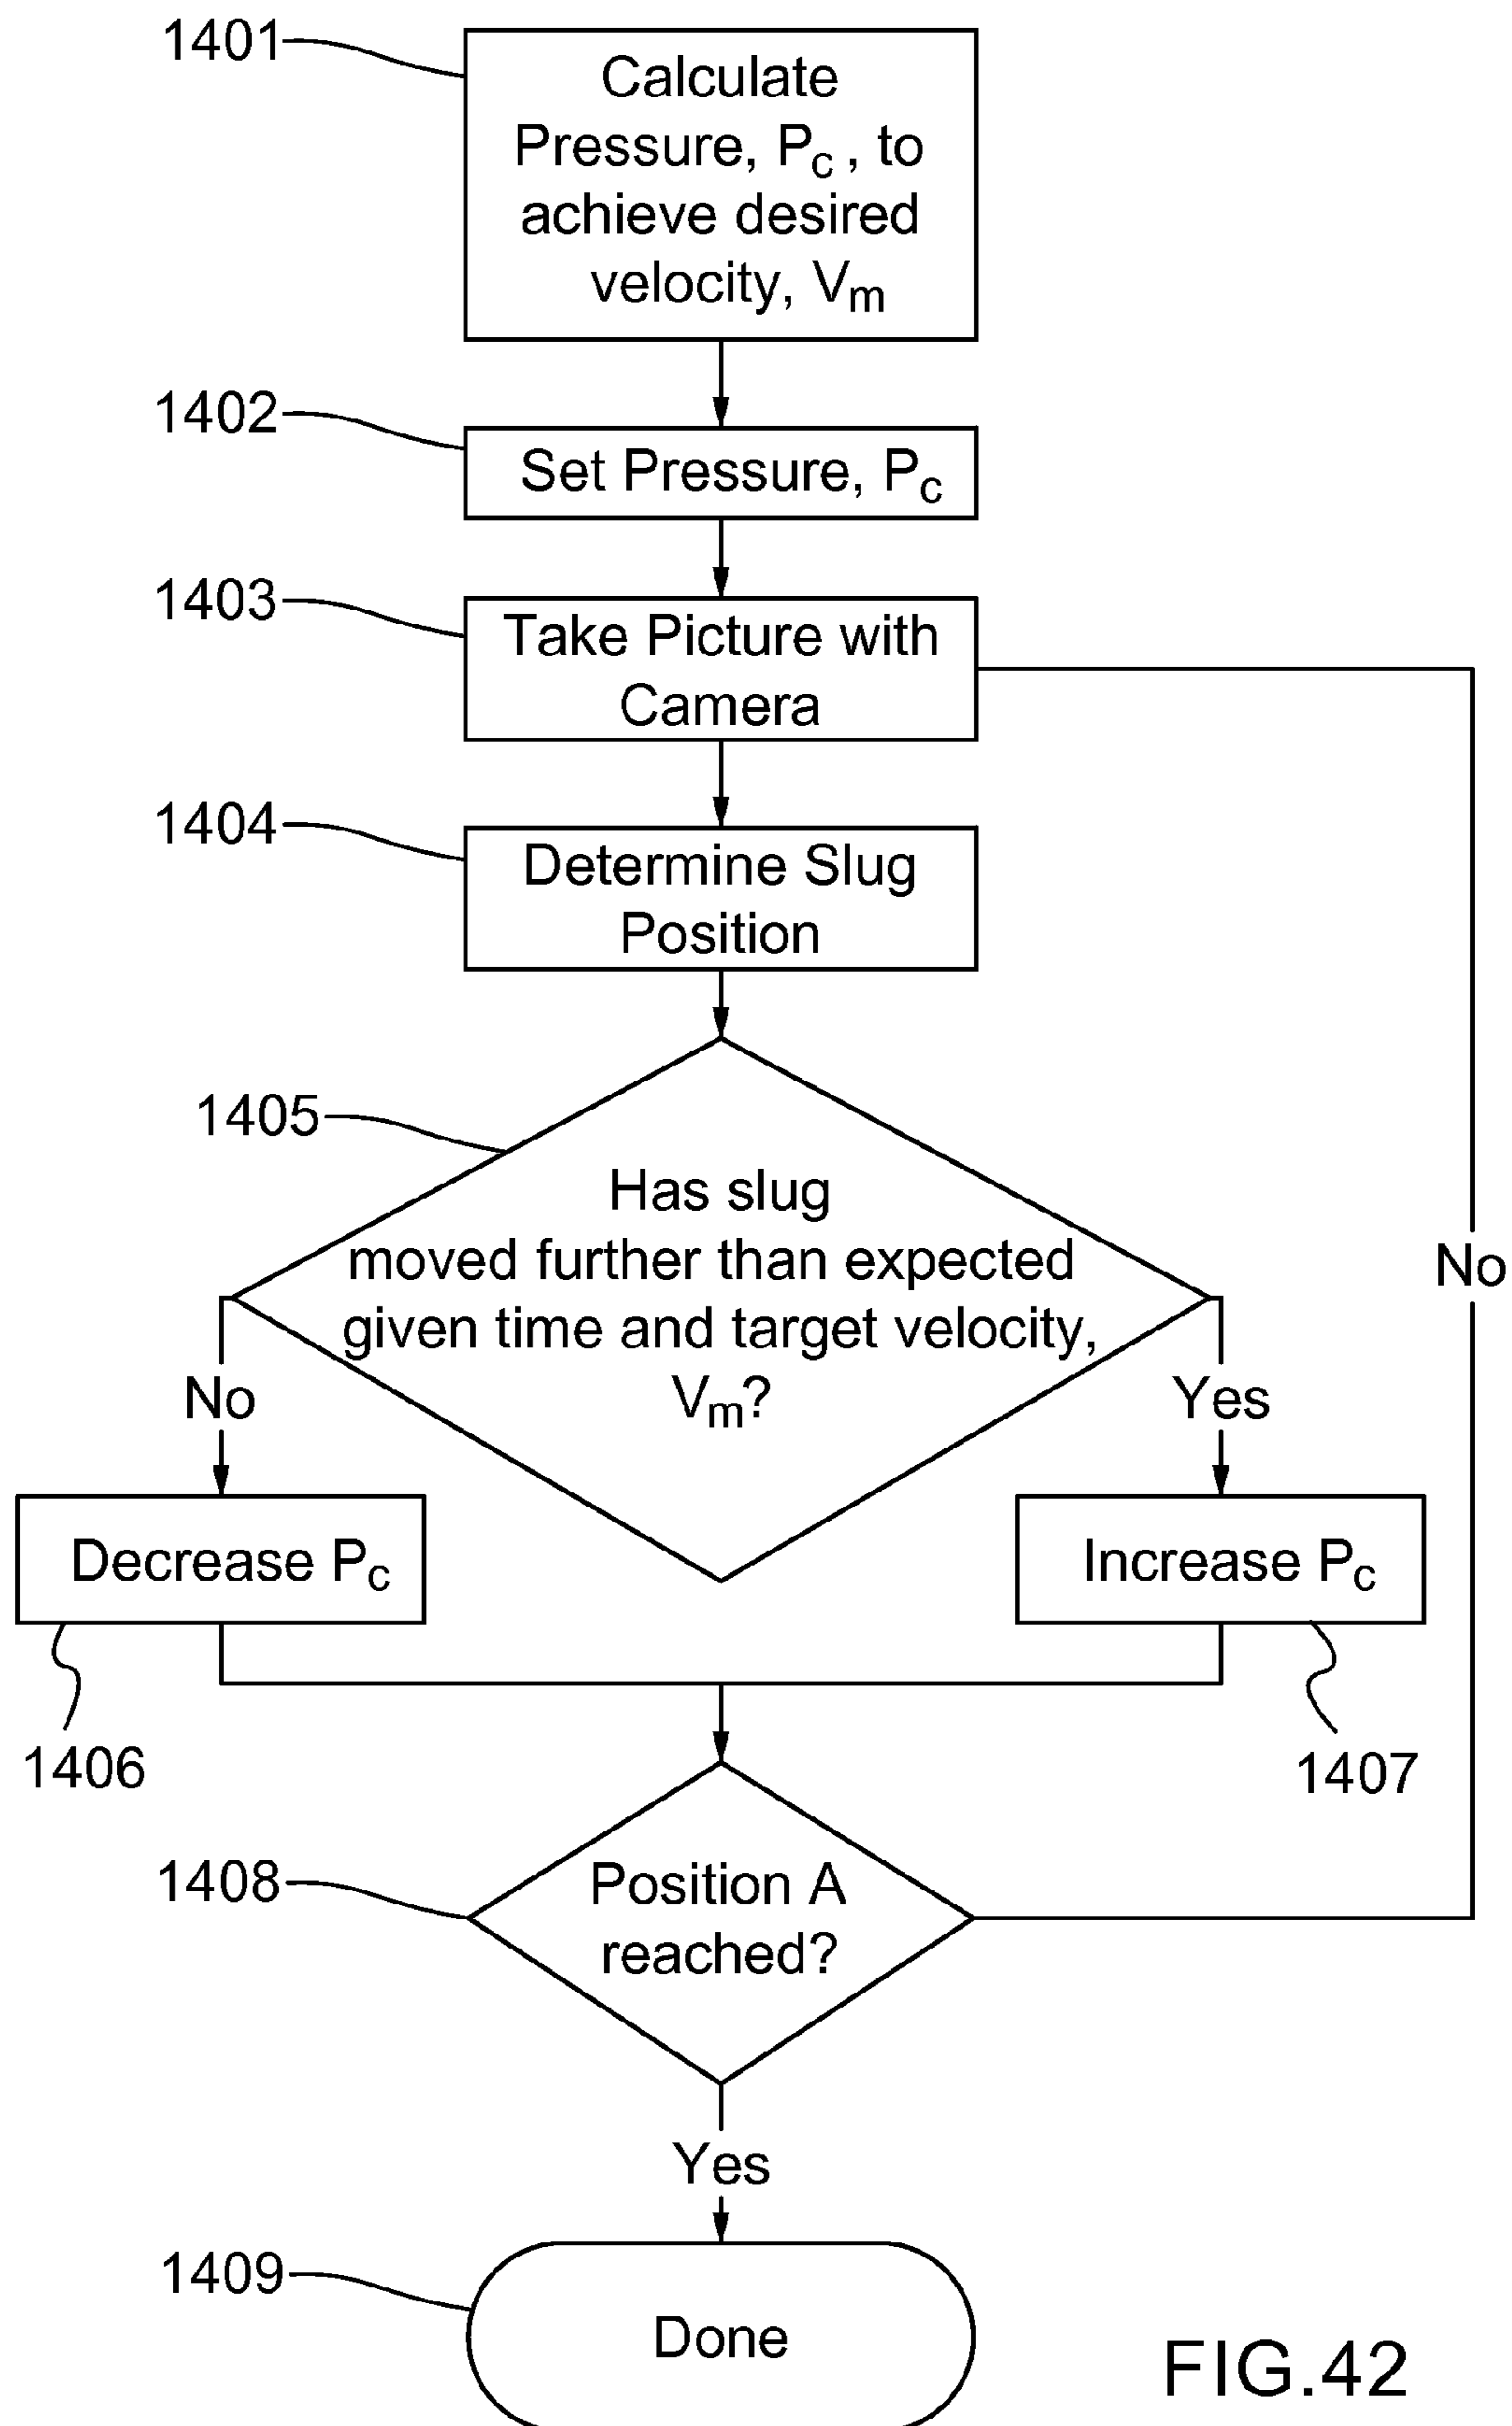 1401
Calculate
Pressure, Pc, to
achieve desired
velocity, Vm
1402
Set Pressure, Pc
1403
Take Picture with
Camera
1404
Determine Slug
Position
1405
Has slug
moved further than expected
given time and target velocity,
Vm?
No
No
Yes
Decrease Pc
Increase Pc
1406
1407
1408
Position A
reached?
Yes
1409
Done
FIG.42